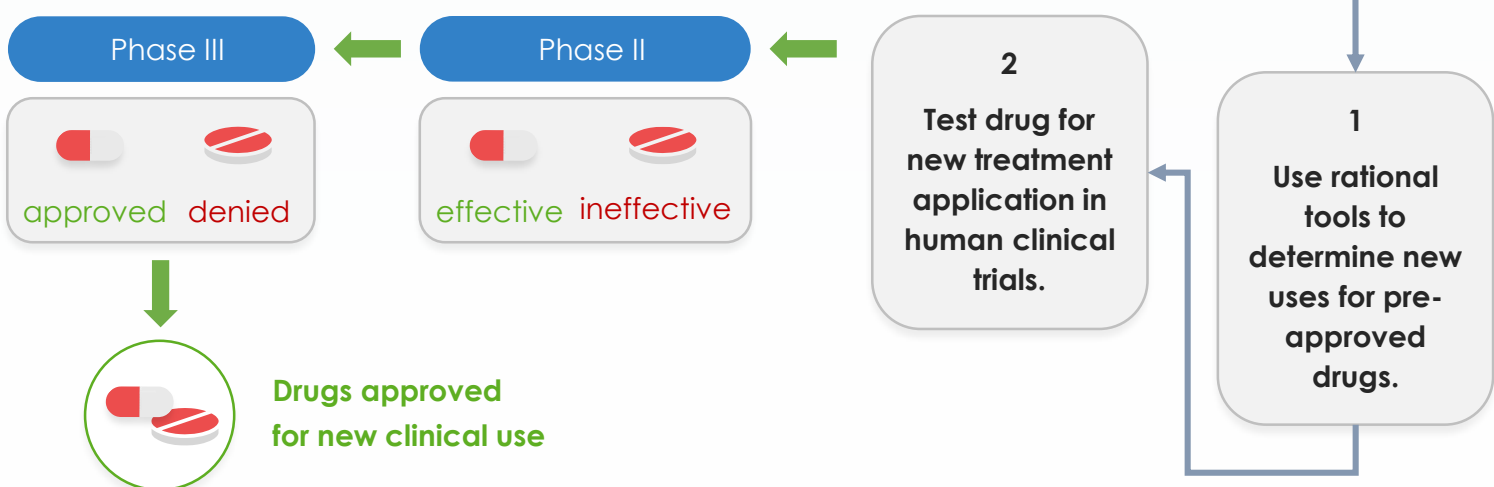 Phase III
Phase II
2
Test drug for
new treatment
application in
human clinical
trials.
1
Use rational
tools to
determine new
uses for pre-
approved
drugs.
approved denied
effective ineffective
Drugs approved
for new clinical use